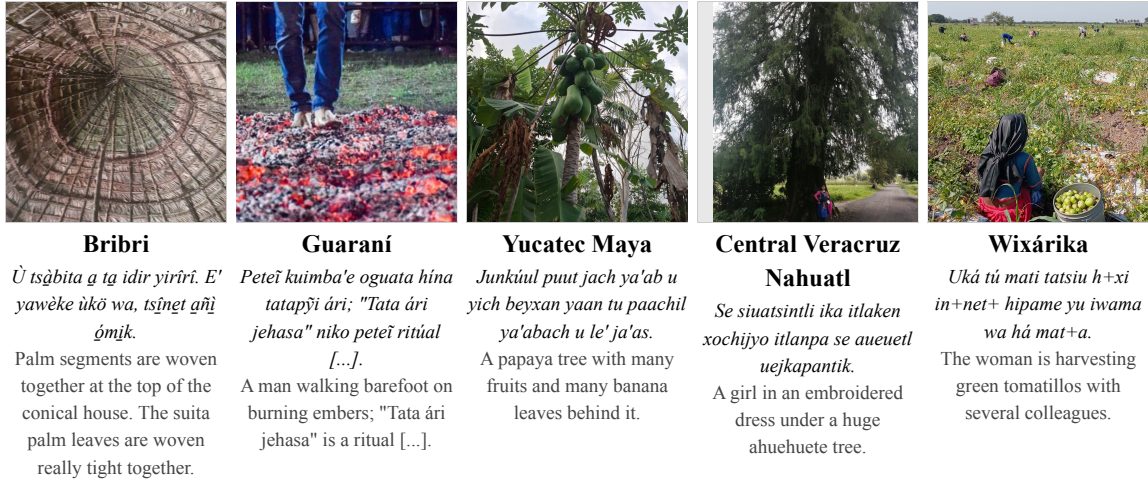 Bribri
Ù tsà̠bita a̠ ta̠ idir yirîrî. E'
yawèke ùkö wa, tsî̠ne̠t a̠ñì̠
ó̠mi̠k.
Palm segments are woven
together at the top of the
conical house. The suita
palm leaves are woven
really tight together.
Guaraní
Peteĩ kuimba'e oguata hína
tatapỹi ári; "Tata ári
jehasa" niko peteĩ ritúal
[...].
A man walking barefoot on
burning embers; "Tata ári
jehasa" is a ritual [...].
Yucatec Maya
Junkúul puut jach ya'ab u
yich beyxan yaan tu paachil
ya'abach u le' ja'as.
A papaya tree with many
fruits and many banana
leaves behind it.
Central Veracruz
Nahuatl
Se siuatsintli ika itlaken
xochijyo itlanpa se aueuetl
uejkapantik.
A girl in an embroidered
dress under a huge
ahuehuete tree.
Wixárika
Uká tú mati tatsiu h+xi
in+net+ hipame yu iwama
wa há mat+a.
The woman is harvesting
green tomatillos with
several colleagues.